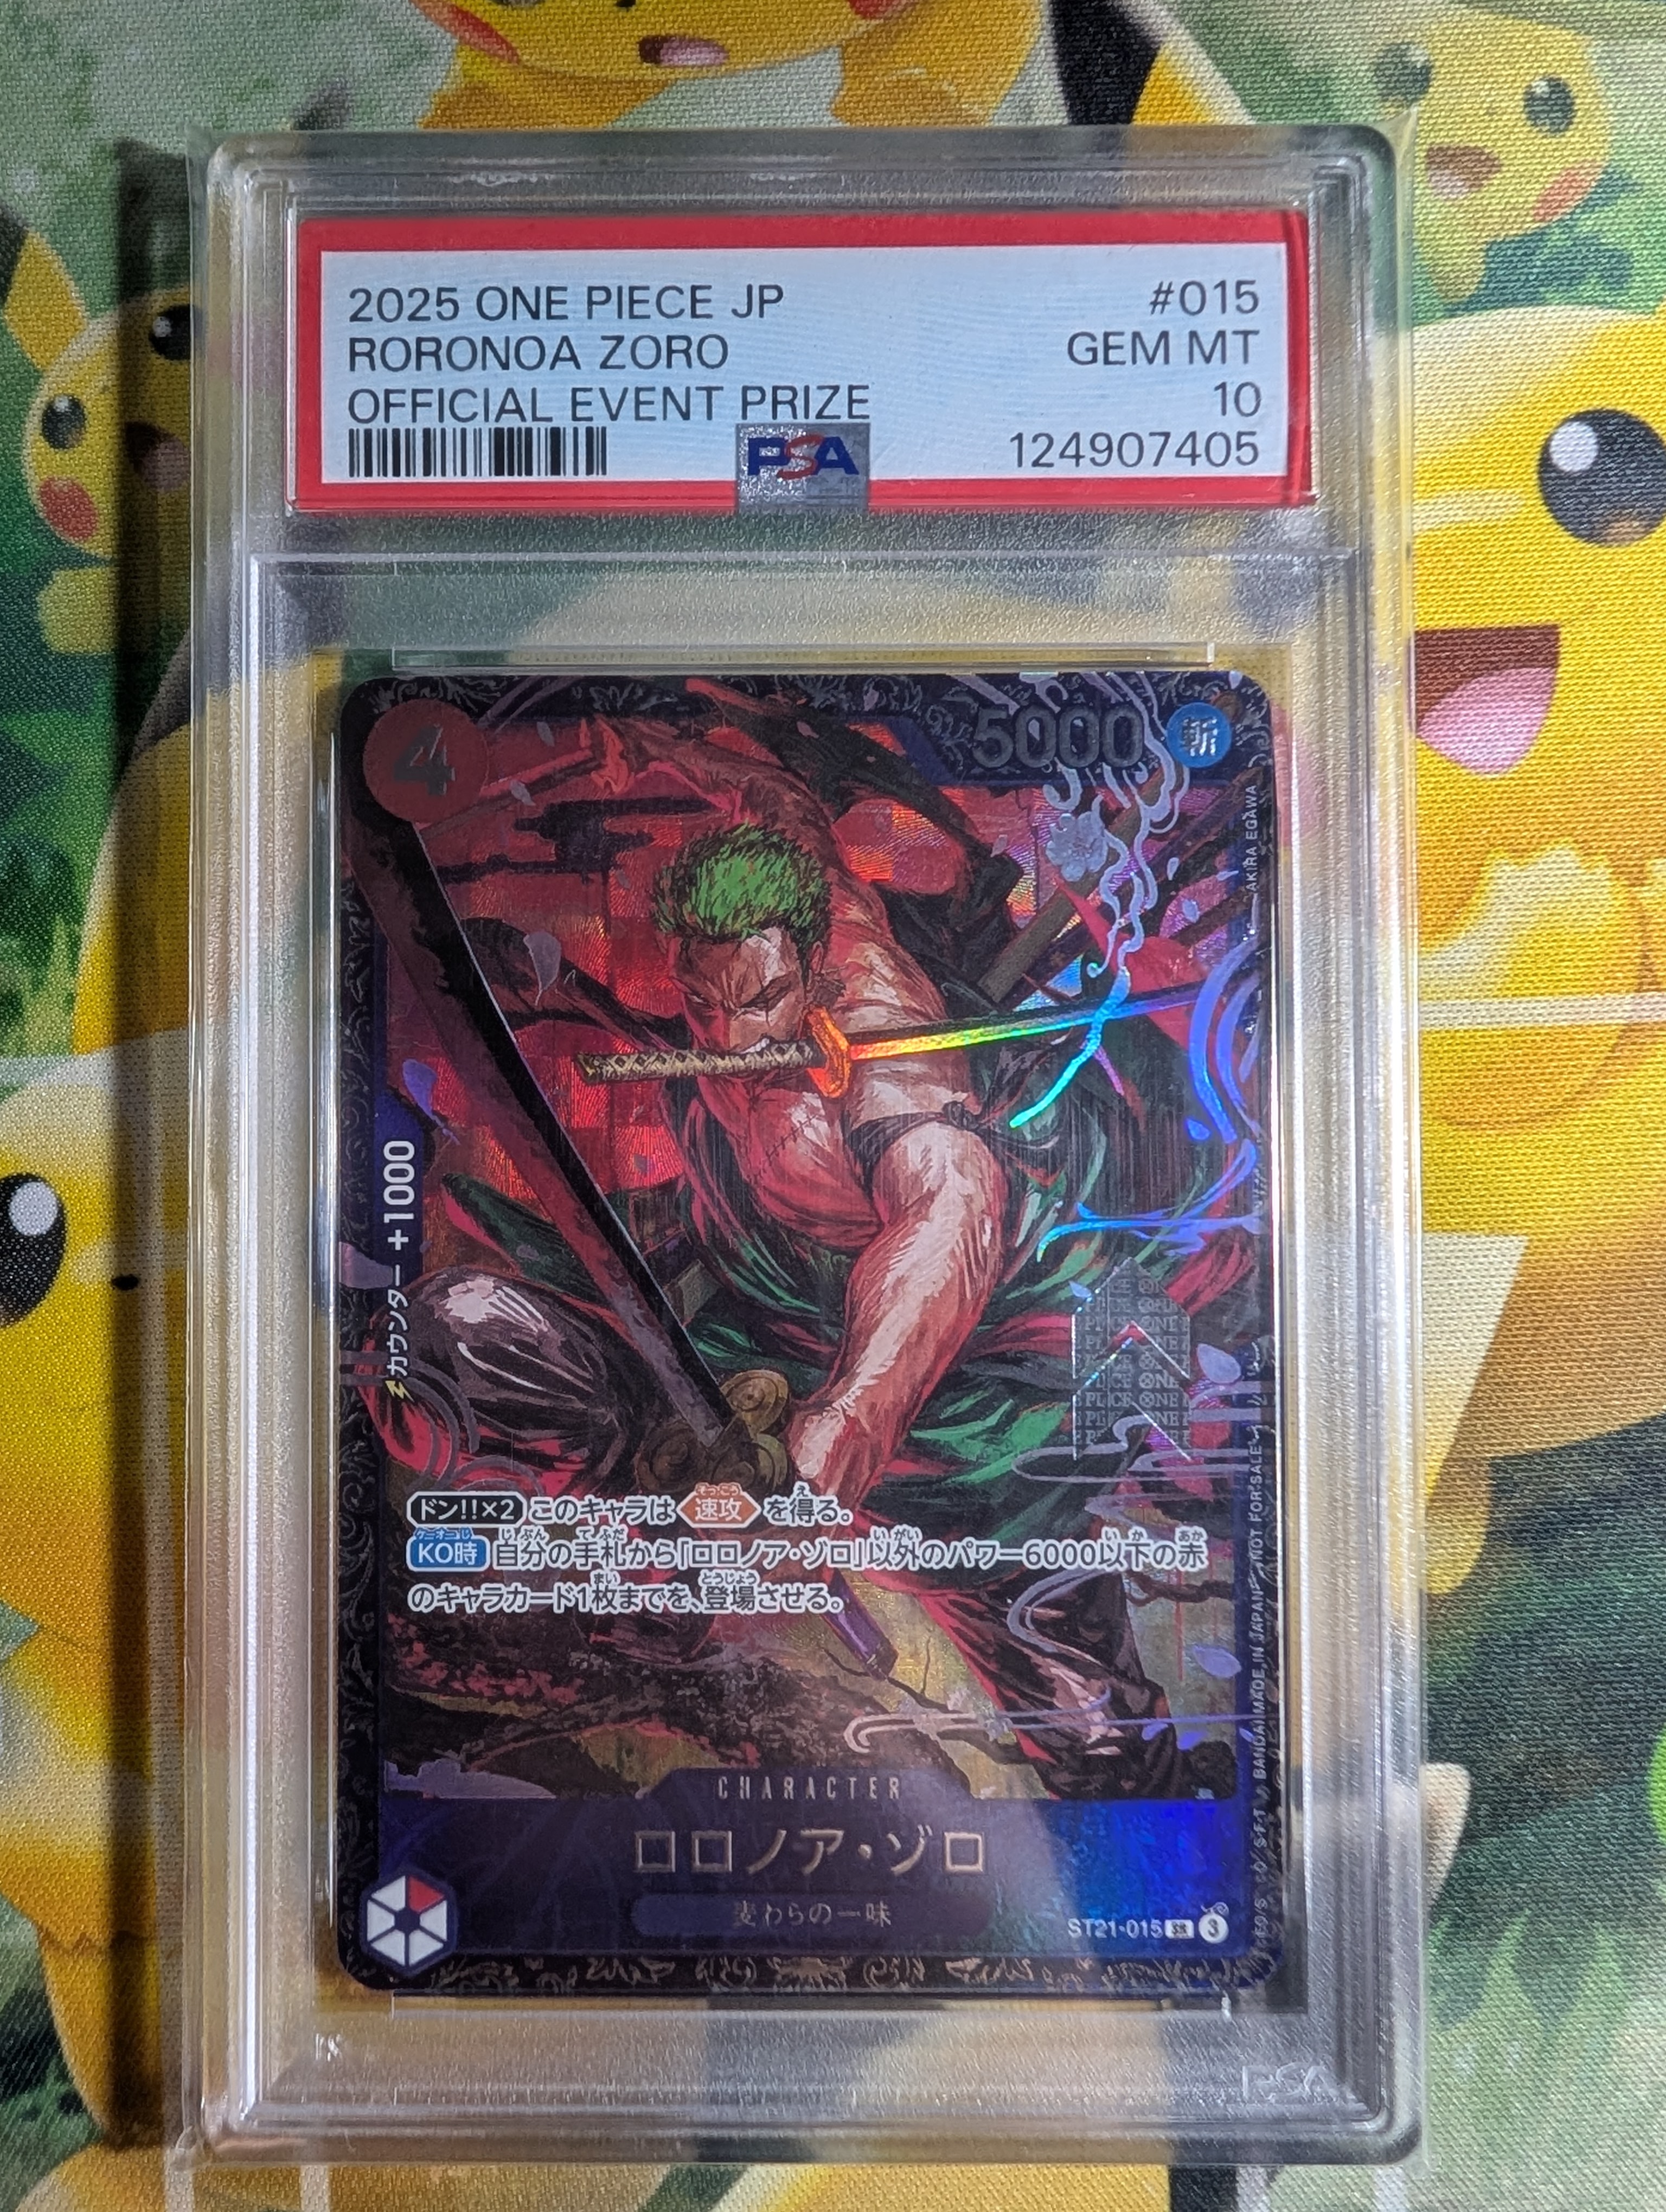 2025 ONE PIECE JP #015
RORONOA ZORO GEM MT
OFFICIAL EVENT PRIZE 10
PSA 124907405
4
5000 斬
AKIRA EGAWA
カウンター +1000
ドン!!×2 このキャラは 速攻 を得る。
KO時 自分の手札から「ロロノア・ゾロ」以外のパワー6000以下の赤
のキャラカード1枚までを、登場させる。
CHARACTER
ロロノア・ゾロ
麦わらの一味
ST21-015 SR 3
BANDAI MADE IN JAPAN NOT FOR SALE
PSA